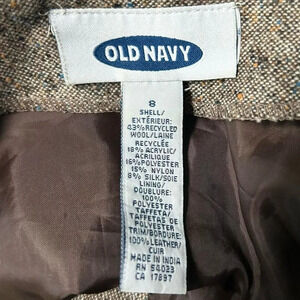 OLD NAVY
8
SHELL/
EXTÉRIEUR:
43% RECYCLED
WOOL/LAINE
RECYCLÉE
18% ACRYLIC/
ACRILIQUE
16% POLYESTER
15% NYLON
8% SILK/SOIE
LINING/
DOUBLURE:
100%
POLYESTER
TAFFETA/
TAFFETAS DE
POLYESTER
TRIM/BORDURE:
100% LEATHER/
CUIR
MADE IN INDIA
RN 54023
CA 17897